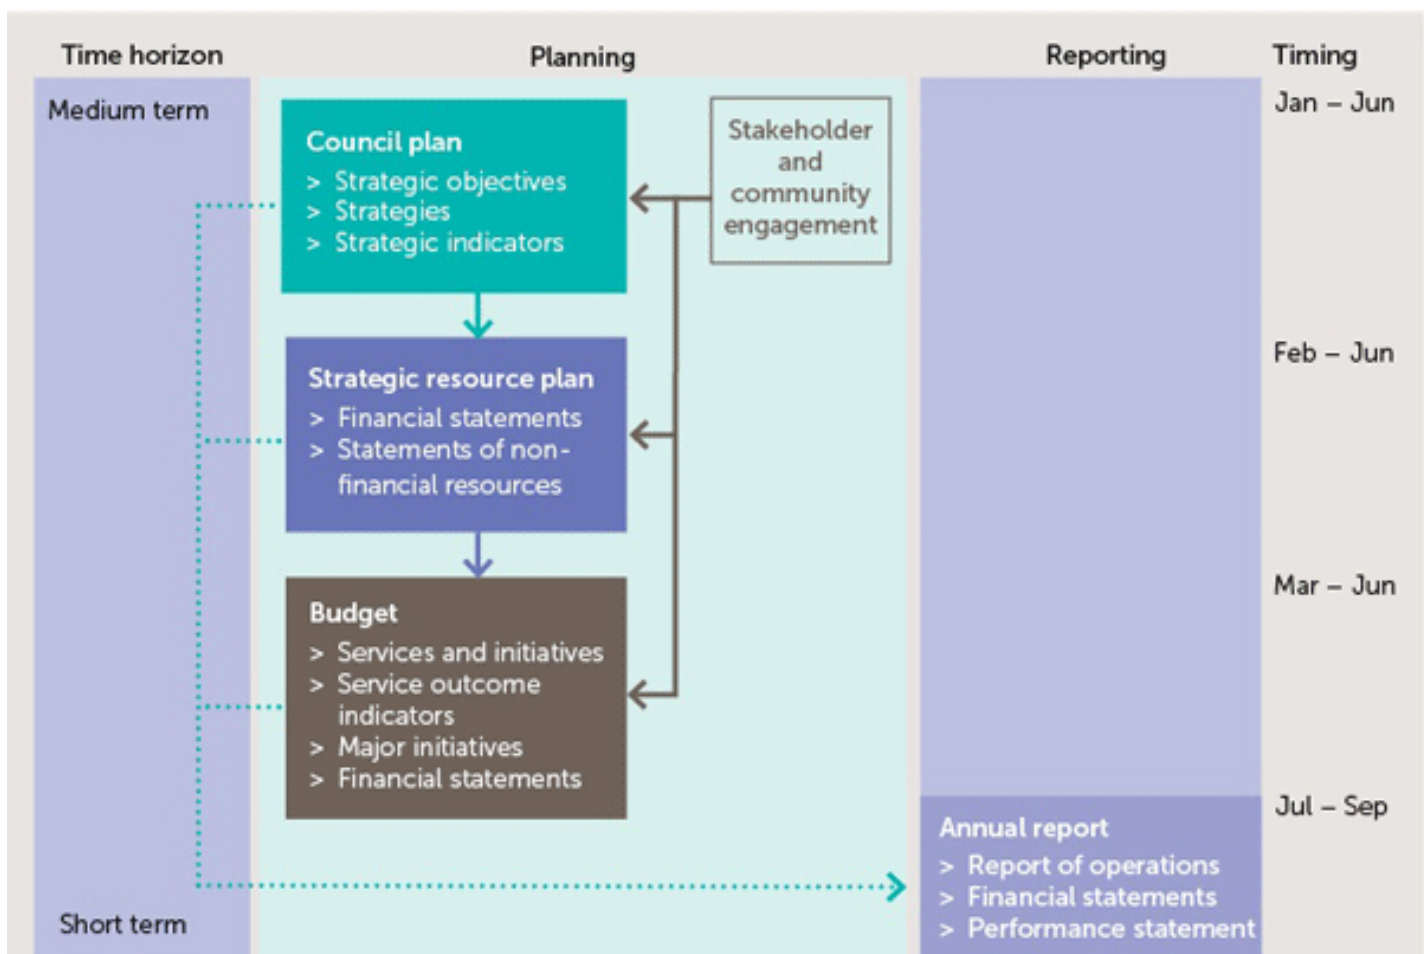 Time horizon
Planning
Reporting
Timing
Medium term
Jan – Jun
Council plan
> Strategic objectives
> Strategies
> Strategic indicators
Stakeholder
and
community
engagement
Feb – Jun
Strategic resource plan
> Financial statements
> Statements of non-
financial resources
Mar – Jun
Budget
> Services and initiatives
> Service outcome
indicators
> Major initiatives
> Financial statements
Jul – Sep
Annual report
> Report of operations
> Financial statements
> Performance statement
Short term